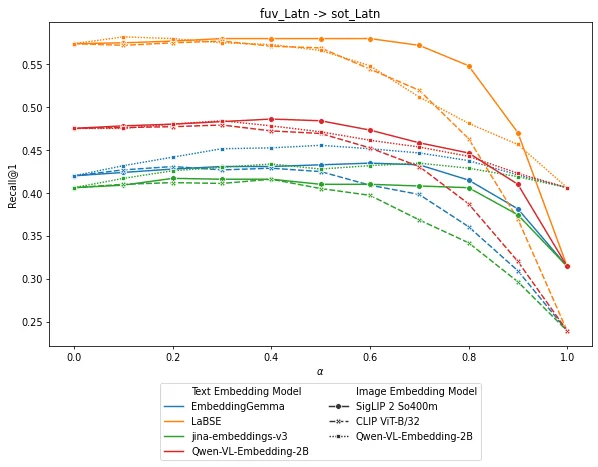 fuv_Latn -> sot_Latn
Recall@1
0.55
0.50
0.45
0.40
0.35
0.30
0.25
0.0 0.2 0.4 0.6 0.8 1.0
α
Text Embedding Model
EmbeddingGemma
LaBSE
jina-embeddings-v3
Qwen-VL-Embedding-2B
Image Embedding Model
SigLIP 2 So400m
CLIP ViT-B/32
Qwen-VL-Embedding-2B